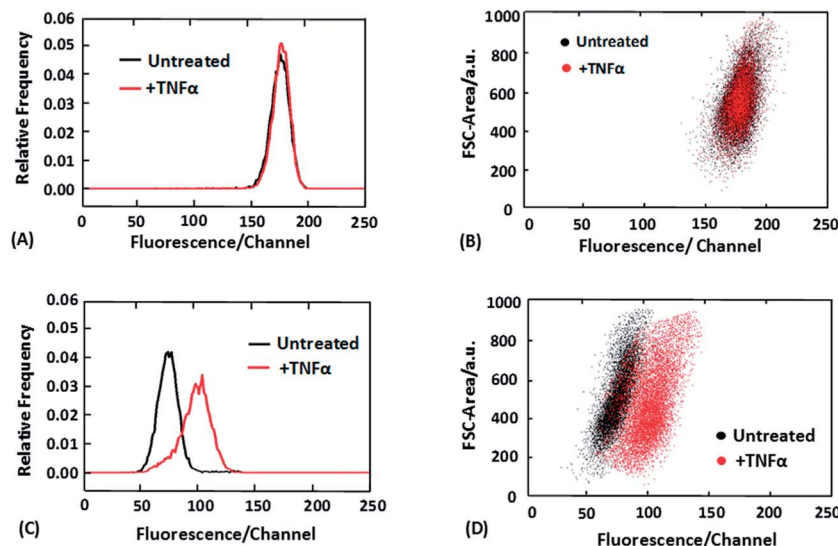 0.06
0.05
0.04
0.03
0.02
0.01
0.00
Relative Frequency
Untreated
+TNFα
0 50 100 150 200 250
(A) Fluorescence/Channel
1000
800
600
400
200
0
FSC-Area/a.u.
Untreated
+TNFα
0 50 100 150 200 250
(B) Fluorescence/ Channel
0.06
0.05
0.04
0.03
0.02
0.01
0.00
Relative Frequency
Untreated
+TNFα
0 50 100 150 200 250
(C) Fluorescence/Channel
1000
800
600
400
200
0
FSC-Area/a.u.
Untreated
+TNFα
0 50 100 150 200 250
(D) Fluorescence/Channel